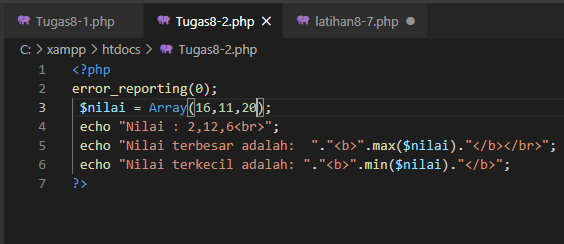 Tugas8-1.php Tugas8-2.php × latihan8-7.php ●
C: > xampp > htdocs > Tugas8-2.php
1 <?php
2 error_reporting(0);
3 $nilai = Array(16,11,20);
4 echo "Nilai : 2,12,6<br>";
5 echo "Nilai terbesar adalah:  "."<b>".max($nilai)."</b></br>";
6 echo "Nilai terkecil adalah: "."<b>".min($nilai)."</b>";
7 ?>